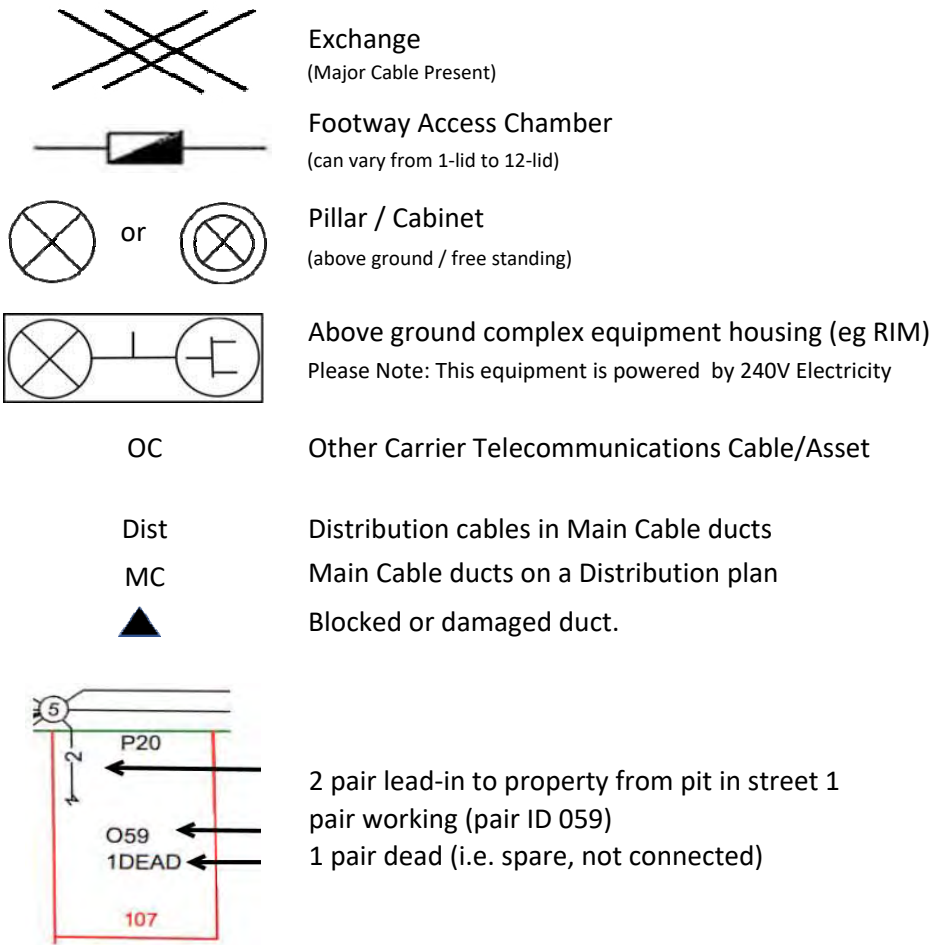 Exchange
(Major Cable Present)
Footway Access Chamber
(can vary from 1-lid to 12-lid)
or
Pillar / Cabinet
(above ground / free standing)
Above ground complex equipment housing (eg RIM)
Please Note: This equipment is powered by 240V Electricity
OC Other Carrier Telecommunications Cable/Asset
Dist Distribution cables in Main Cable ducts
MC Main Cable ducts on a Distribution plan
Blocked or damaged duct.
5
P20
2
O59
1DEAD
107
2 pair lead-in to property from pit in street 1
pair working (pair ID 059)
1 pair dead (i.e. spare, not connected)